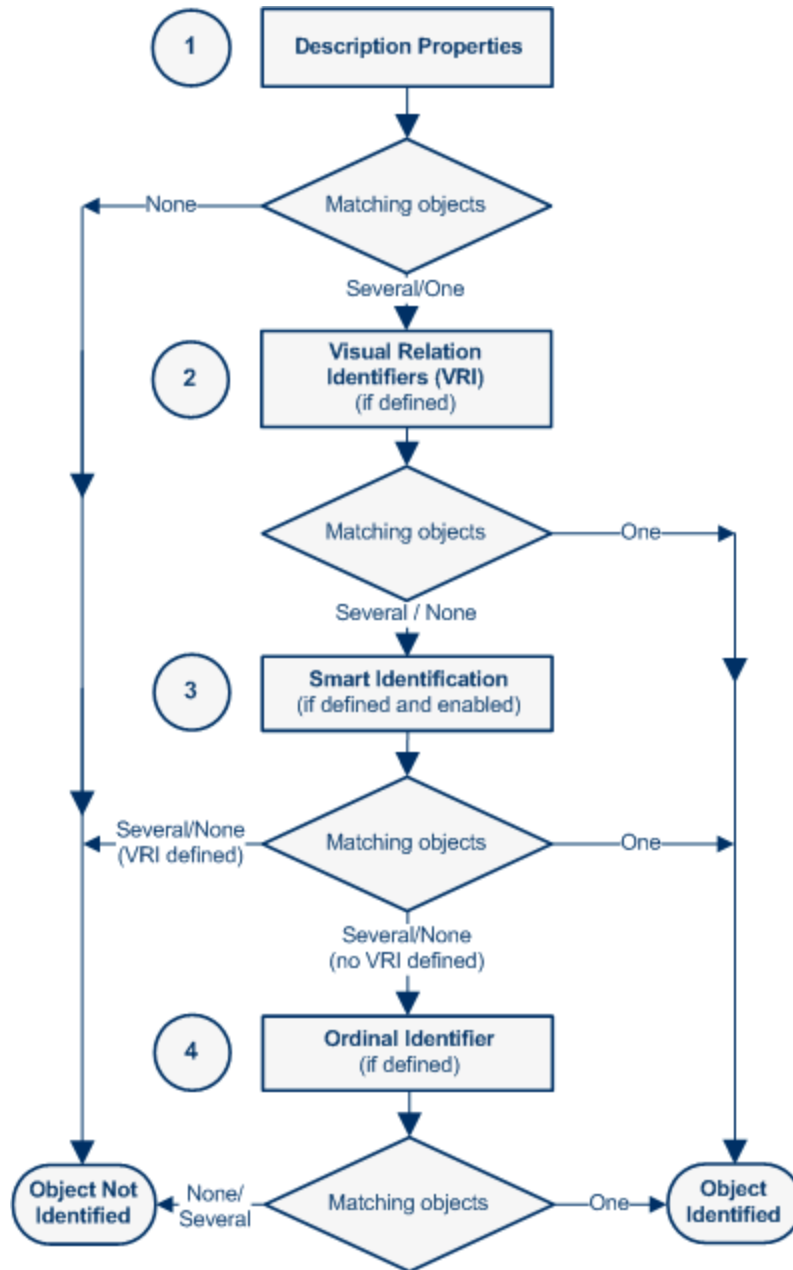 1
Description Properties
None
Matching objects
Several/One
2
Visual Relation
Identifiers (VRI)
(if defined)
Matching objects
One
Several / None
3
Smart Identification
(if defined and enabled)
Several/None
(VRI defined)
Matching objects
One
Several/None
(no VRI defined)
4
Ordinal Identifier
(if defined)
Object Not
Identified
None/
Several
Matching objects
One
Object
Identified